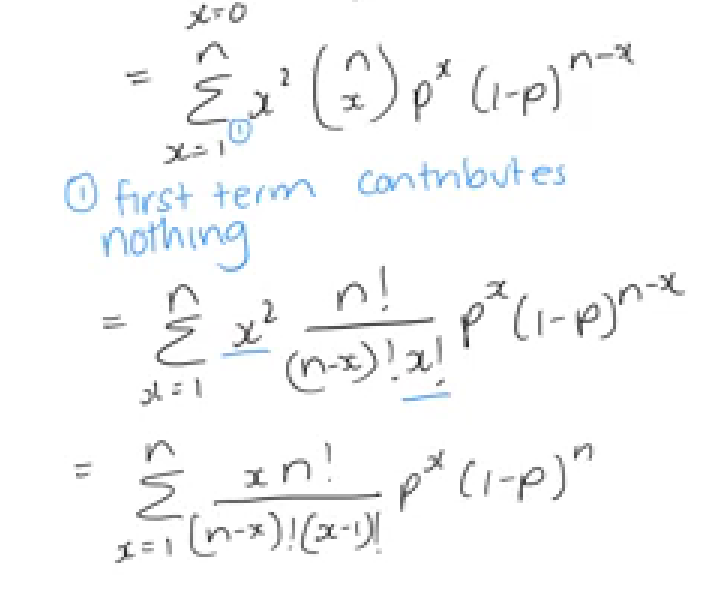 x=0
= \sum_{x=1}^{n} ① x^2 \binom{n}{x} p^x (1-p)^{n-x}
① first term contributes
nothing
= \sum_{x=1}^{n} x^2 \frac{n!}{(n-x)!x!} p^x (1-p)^{n-x}
= \sum_{x=1}^{n} \frac{x n!}{(n-x)!(x-1)!} p^x (1-p)^n